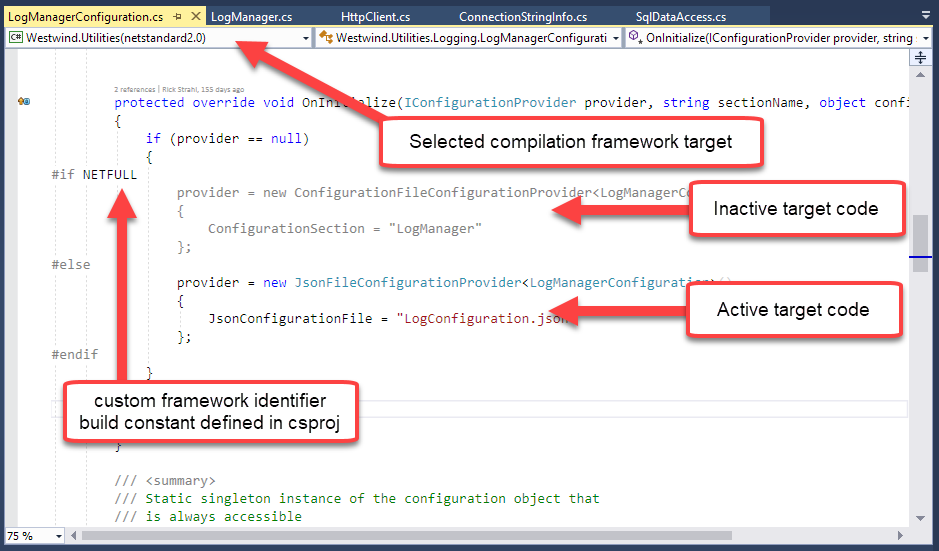 LogManagerConfiguration.cs LogManager.cs HttpClient.cs ConnectionStringInfo.cs SqlDataAccess.cs
C# Westwind.Utilities(netstandard2.0) Westwind.Utilities.Logging.LogManagerConfigurati OnInitialize(IConfigurationProvider provider, string
2 references | Rick Strahl, 155 days ago
protected override void OnInitialize(IConfigurationProvider provider, string sectionName, object confi
{
Selected compilation framework target
if (provider == null)
{
#if NETFULL
provider = new ConfigurationFileConfigurationProvider<LogManagerCo
{
Inactive target code
ConfigurationSection = "LogManager"
};
#else
provider = new JsonFileConfigurationProvider<LogManagerConfiguration>()
{
Active target code
JsonConfigurationFile = "LogConfiguration.json
};
#endif
}
custom framework identifier
build constant defined in csproj
}
/// <summary>
/// Static singleton instance of the configuration object that
/// is always accessible
75 %